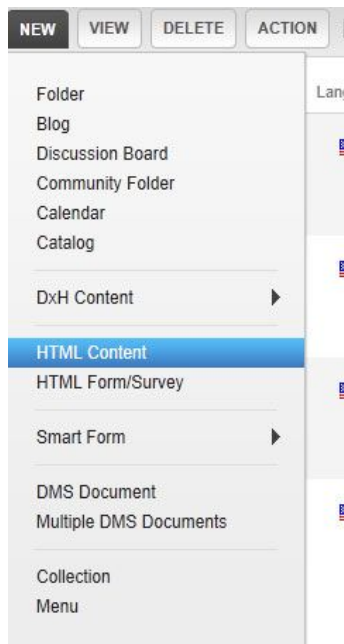 NEW VIEW DELETE ACTION
Folder
Blog
Discussion Board
Community Folder
Calendar
Catalog
DxH Content
HTML Content
HTML Form/Survey
Smart Form
DMS Document
Multiple DMS Documents
Collection
Menu
Lang